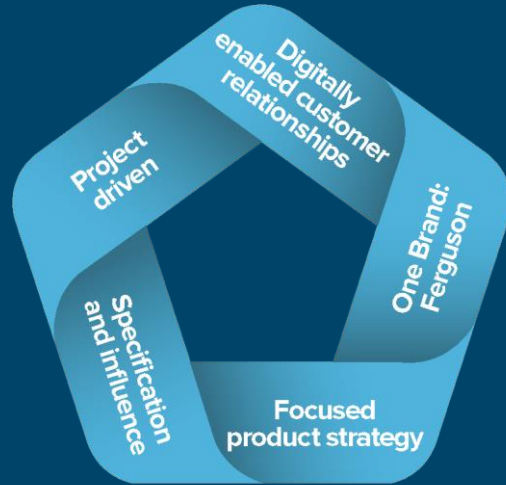 Digitally
enabled customer
relationships
One Brand:
Ferguson
Focused
product strategy
Specification
and influence
Project
driven